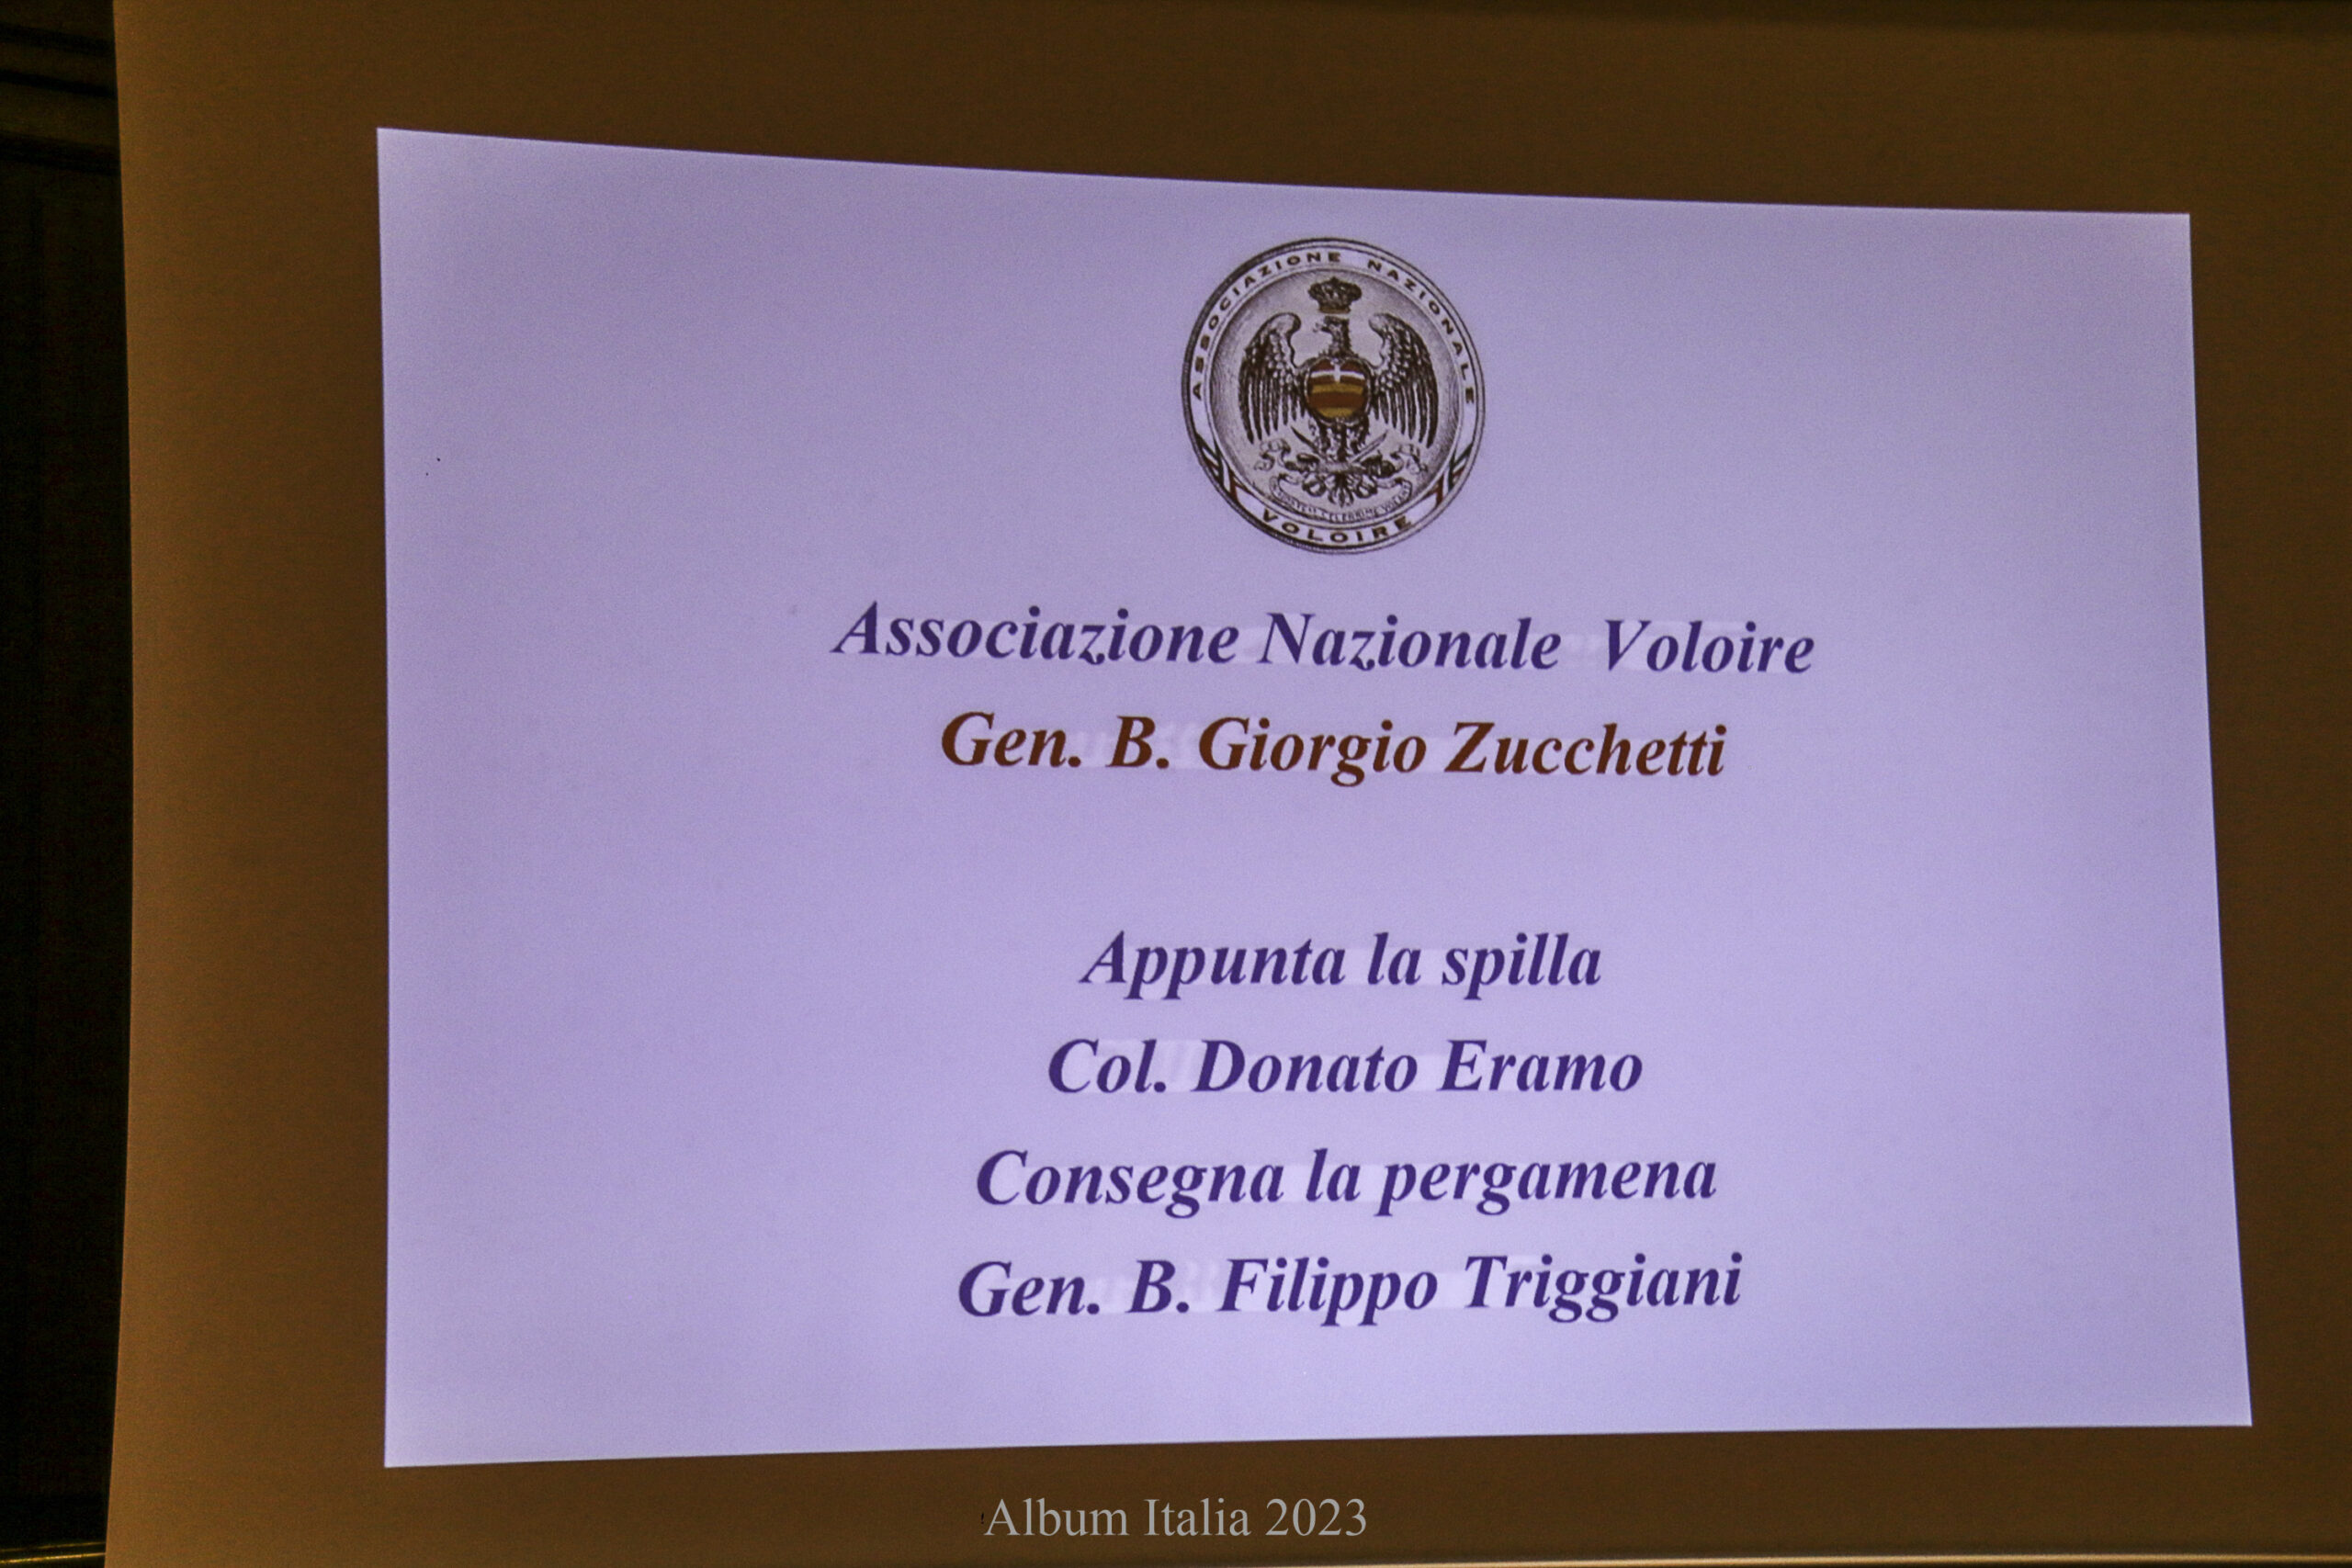 ASSOCIAZIONE NAZIONALE
VOLOIRE
Associazione Nazionale Voloire
Gen. B. Giorgio Zucchetti
Appunta la spilla
Col. Donato Eramo
Consegna la pergamena
Gen. B. Filippo Triggiani
Album Italia 2023